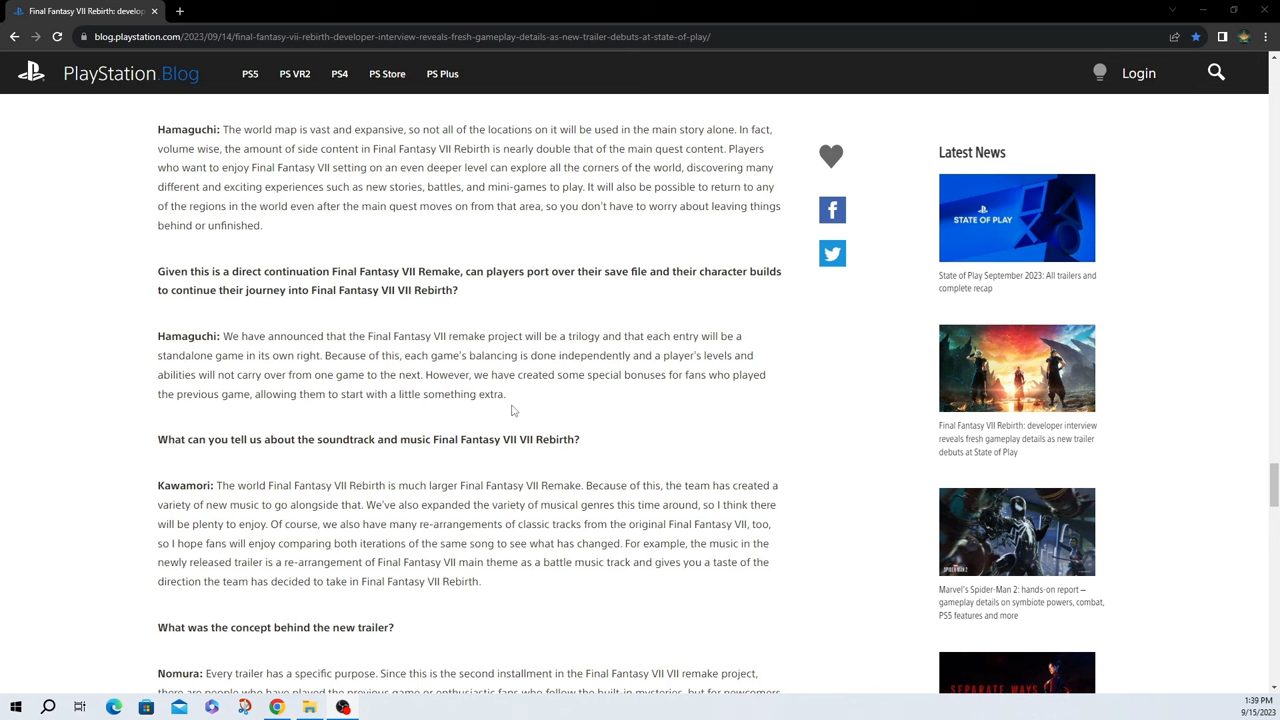 Final Fantasy VII Rebirth: develop
blog.playstation.com/2023/09/14/final-fantasy-vii-rebirth-developer-interview-reveals-fresh-gameplay-details-as-new-trailer-debuts-at-state-of-play/
PlayStation.Blog PS5 PS VR2 PS4 PS Store PS Plus Login
Hamaguchi: The world map is vast and expansive, so not all of the locations on it will be used in the main story alone. In fact,
volume wise, the amount of side content in Final Fantasy VII Rebirth is nearly double that of the main quest content. Players
who want to enjoy Final Fantasy VII setting on an even deeper level can explore all the corners of the world, discovering many
different and exciting experiences such as new stories, battles, and mini-games to play. It will also be possible to return to any
of the regions in the world even after the main quest moves on from that area, so you don't have to worry about leaving things
behind or unfinished.
Given this is a direct continuation Final Fantasy VII Remake, can players port over their save file and their character builds
to continue their journey into Final Fantasy VII VII Rebirth?
Hamaguchi: We have announced that the Final Fantasy VII remake project will be a trilogy and that each entry will be a
standalone game in its own right. Because of this, each game's balancing is done independently and a player's levels and
abilities will not carry over from one game to the next. However, we have created some special bonuses for fans who played
the previous game, allowing them to start with a little something extra.
What can you tell us about the soundtrack and music Final Fantasy VII VII Rebirth?
Kawamori: The world Final Fantasy VII Rebirth is much larger Final Fantasy VII Remake. Because of this, the team has created a
variety of new music to go alongside that. We've also expanded the variety of musical genres this time around, so I think there
will be plenty to enjoy. Of course, we also have many re-arrangements of classic tracks from the original Final Fantasy VII, too,
so I hope fans will enjoy comparing both iterations of the same song to see what has changed. For example, the music in the
newly released trailer is a re-arrangement of Final Fantasy VII main theme as a battle music track and gives you a taste of the
direction the team has decided to take in Final Fantasy VII Rebirth.
What was the concept behind the new trailer?
Nomura: Every trailer has a specific purpose. Since this is the second installment in the Final Fantasy VII VII remake project,
Latest News
STATE OF PLAY
State of Play September 2023: All trailers and
complete recap
Final Fantasy VII Rebirth: developer interview
reveals fresh gameplay details as new trailer
debuts at State of Play
SPIDER-MAN 2
Marvel's Spider-Man 2: hands-on report –
gameplay details on symbiote powers, combat,
PS5 features and more
SEPARATE WAYS
1:39 PM
9/15/2023